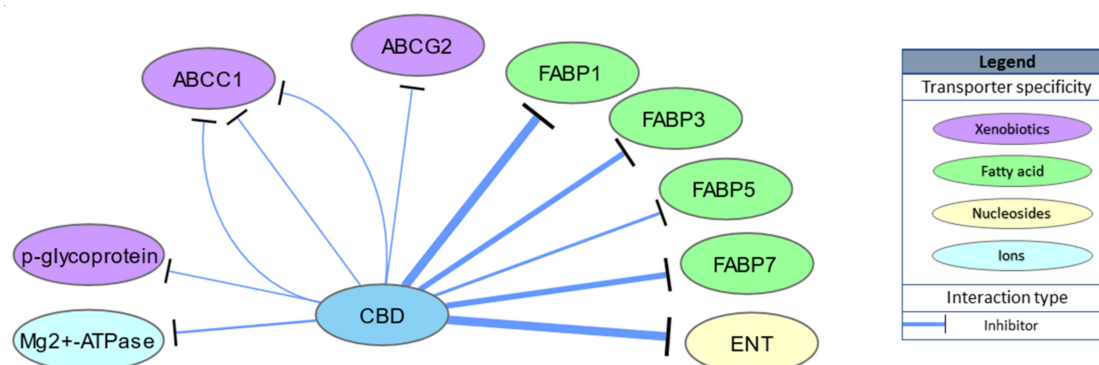 ABCG2
ABCC1
FABP1
FABP3
FABP5
p-glycoprotein
FABP7
CBD
Mg2+-ATPase
ENT
Legend
Transporter specificity
Xenobiotics
Fatty acid
Nucleosides
Ions
Interaction type
Inhibitor